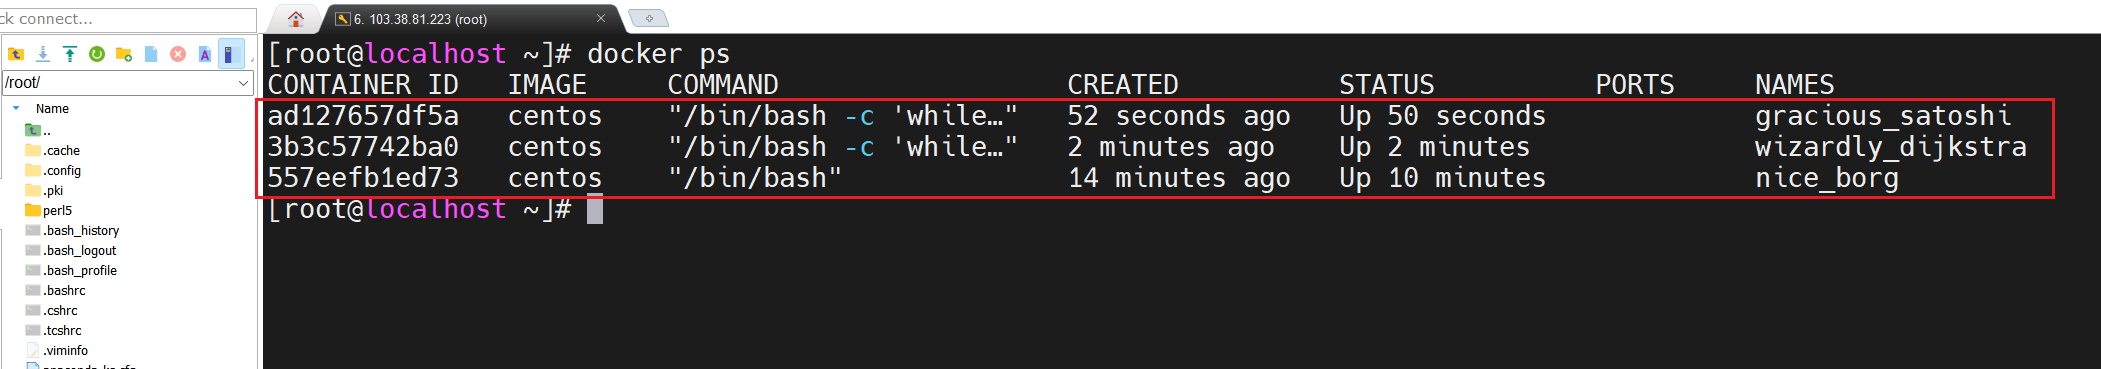 ck connect...
6. 103.38.81.223 (root)
/root/
Name
..
.cache
.config
.pki
perl5
.bash_history
.bash_logout
.bash_profile
.bashrc
.cshrc
.tcshrc
.viminfo
[root@localhost ~]# docker ps
CONTAINER ID IMAGE COMMAND CREATED STATUS PORTS NAMES
ad127657df5a centos "/bin/bash -c 'while…" 52 seconds ago Up 50 seconds gracious_satoshi
3b3c57742ba0 centos "/bin/bash -c 'while…" 2 minutes ago Up 2 minutes wizardly_dijkstra
557eefb1ed73 centos "/bin/bash" 14 minutes ago Up 10 minutes nice_borg
[root@localhost ~]#